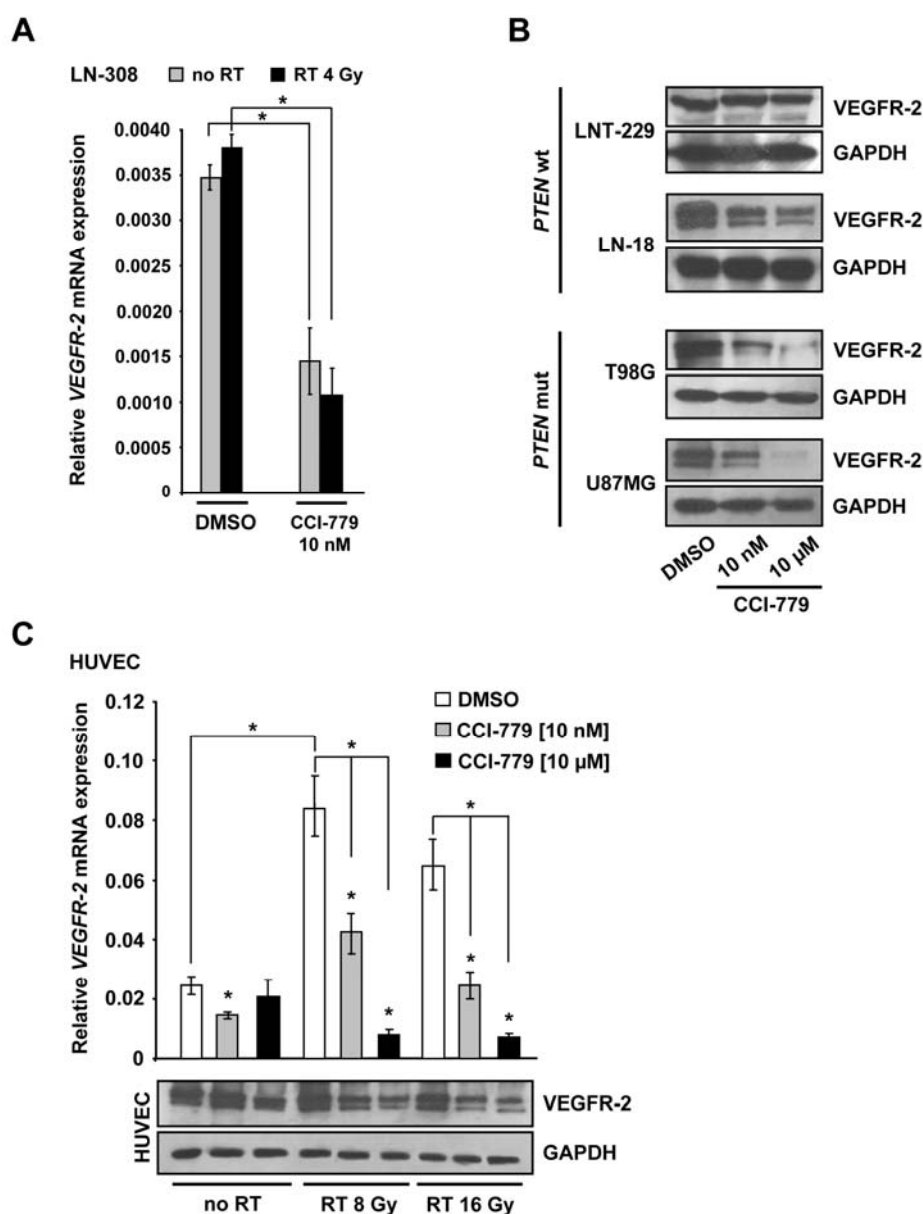 A
LN-308 no RT RT 4 Gy
* *
Relative VEGFR-2 mRNA expression
0.0040
0.0035
0.0030
0.0025
0.0020
0.0015
0.0010
0.0005
0
DMSO CCI-779
10 nM
B
PTEN wt
LNT-229
VEGFR-2
GAPDH
LN-18
VEGFR-2
GAPDH
PTEN mut
T98G
VEGFR-2
GAPDH
U87MG
VEGFR-2
GAPDH
DMSO 10 nM 10 µM
CCI-779
C
HUVEC
DMSO
CCI-779 [10 nM]
CCI-779 [10 µM]
Relative VEGFR-2 mRNA expression
0.12
0.10
0.08
0.06
0.04
0.02
0
* * *
* *
* * *
HUVEC
VEGFR-2
GAPDH
no RT RT 8 Gy RT 16 Gy